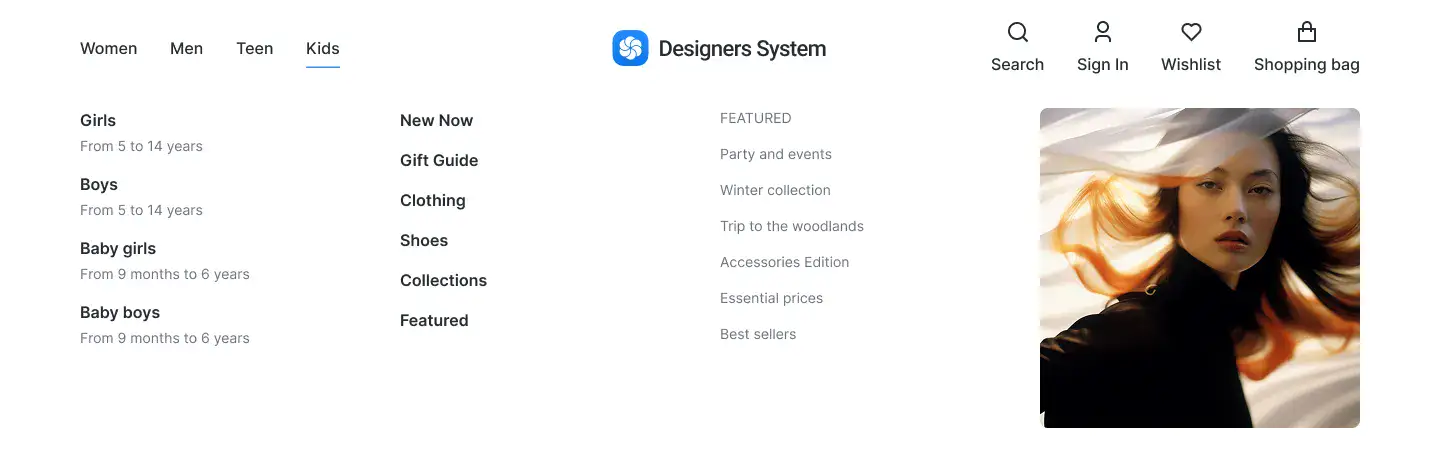 Women
Men
Teen
Kids
Designers System
Search
Sign In
Wishlist
Shopping bag
Girls
From 5 to 14 years
Boys
From 5 to 14 years
Baby girls
From 9 months to 6 years
Baby boys
From 9 months to 6 years
New Now
Gift Guide
Clothing
Shoes
Collections
Featured
FEATURED
Party and events
Winter collection
Trip to the woodlands
Accessories Edition
Essential prices
Best sellers